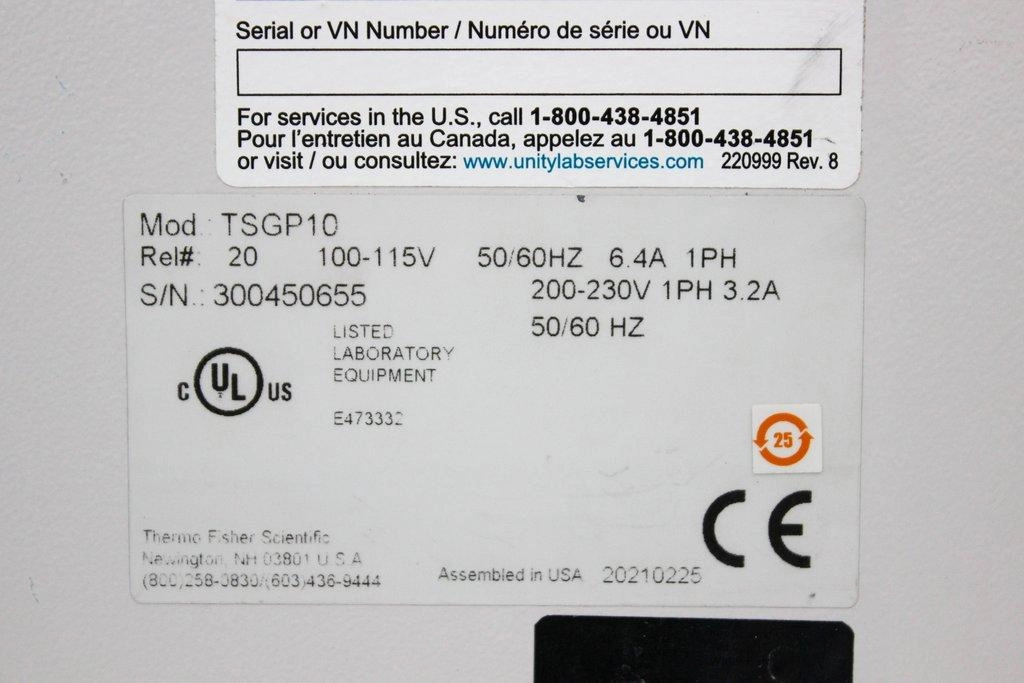 Serial or VN Number / Numéro de série ou VN
For services in the U.S., call 1-800-438-4851
Pour l'entretien au Canada, appelez au 1-800-438-4851
or visit / ou consultez: www.unitylabservices.com 220999 Rev. 8
Mod.: TSGP10
Rel#: 20 100-115V 50/60HZ 6.4A 1PH
S/N.: 300450655 200-230V 1PH 3.2A
50/60 HZ
LISTED
LABORATORY
EQUIPMENT
C UL US
E473332
25
CE
Thermo Fisher Scientific
Newington, NH 03801 U.S.A
(800)258-0830/(603)436-9444
Assembled in USA 20210225